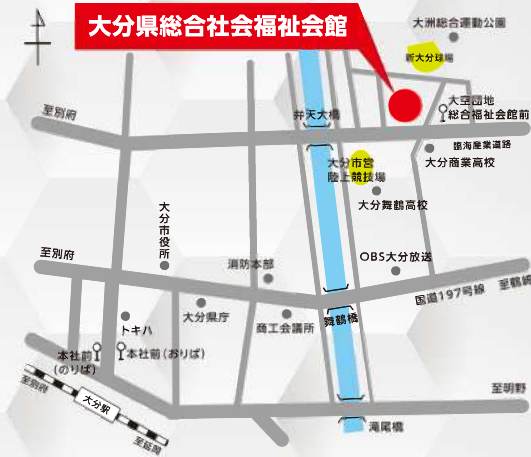 大分県総合社会福祉会館
大洲総合運動公園
新大分球場
至別府
弁天大橋
大空団地
総合福祉会館前
臨海産業道路
大分市営
陸上競技場
大分商業高校
大分舞鶴高校
大分市役所
至別府
消防本部
OBS大分放送
至鶴崎
国道197号線
大分県庁
商工会議所
舞鶴橋
トキハ
本社前
(のりば)
本社前(おりば)
至別府
大分駅
至延岡
至明野
滝尾橋